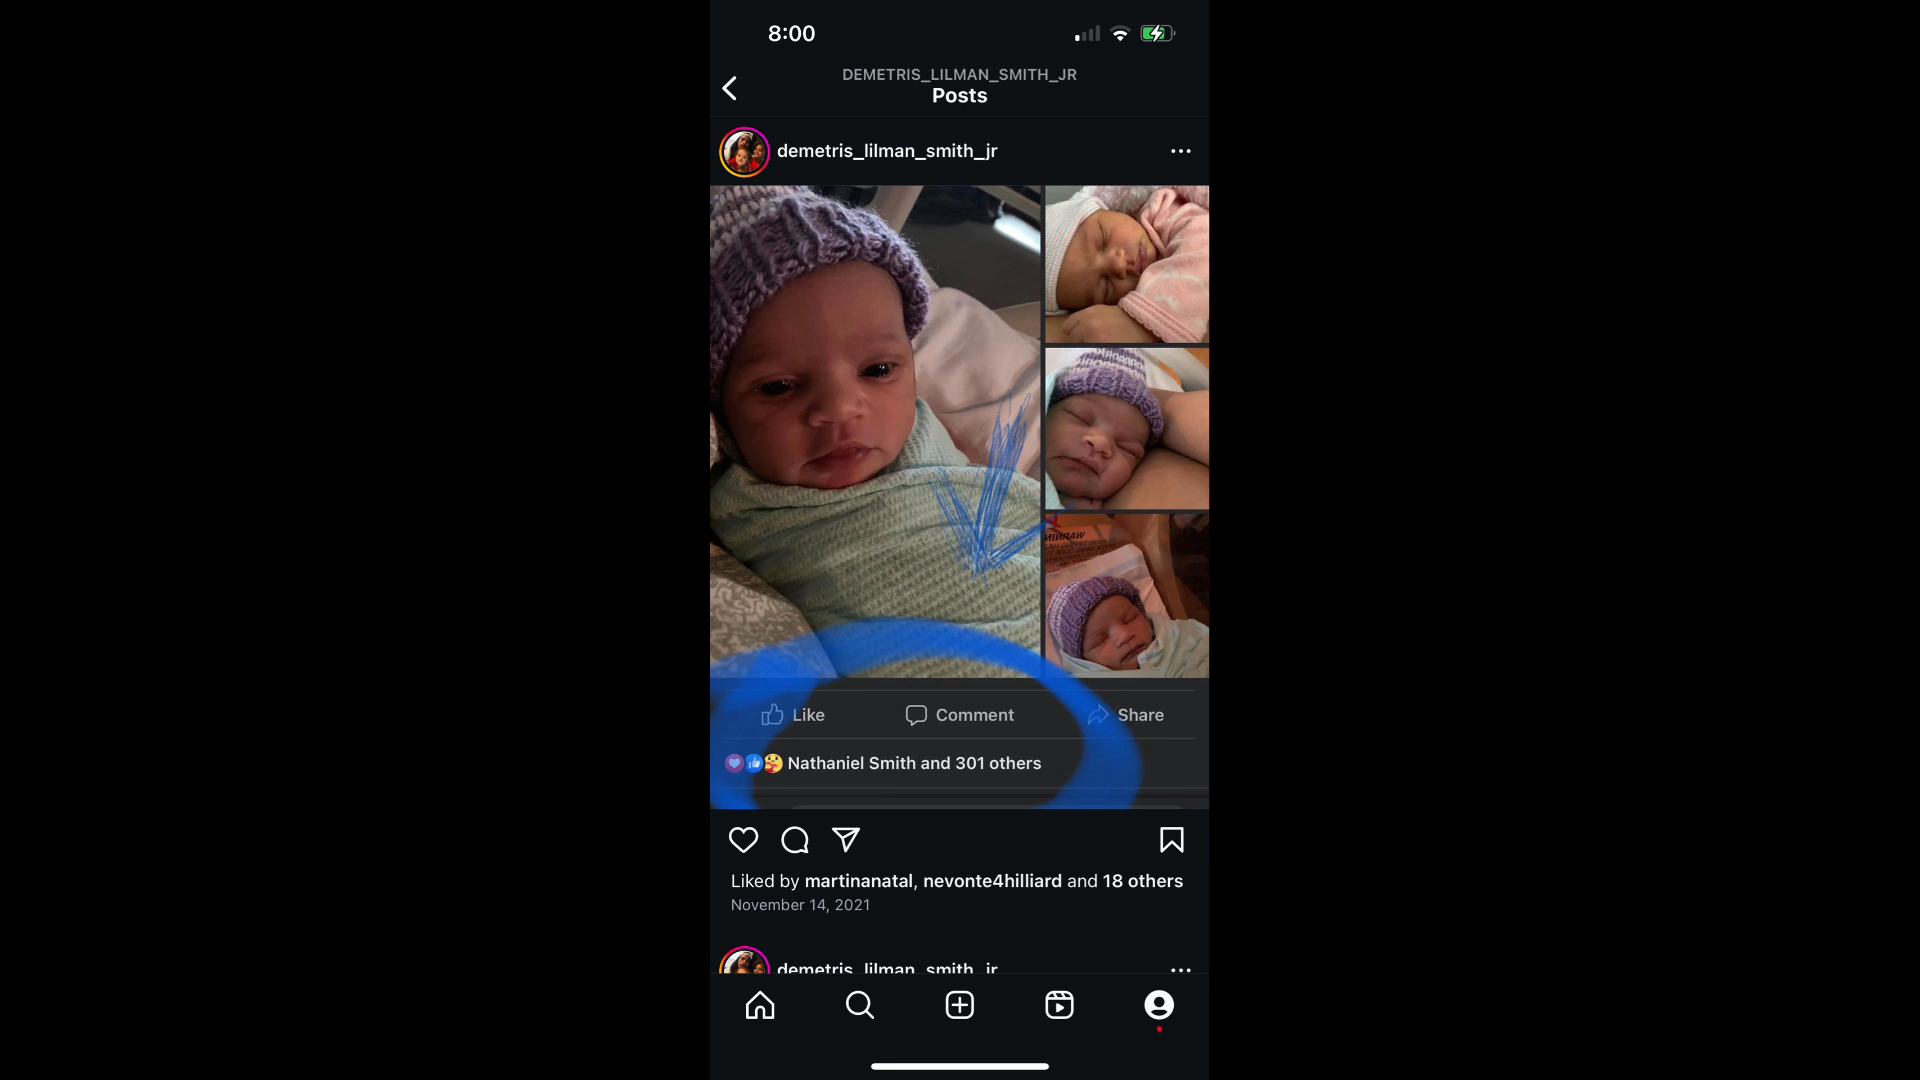 8:00
DEMETRIS_LILMAN_SMITH_JR
Posts
demetris_lilman_smith_jr
Like
Comment
Share
Nathaniel Smith and 301 others
Liked by martinanatal, nevonte4hilliard and 18 others
November 14, 2021
demetris_lilman_smith_jr